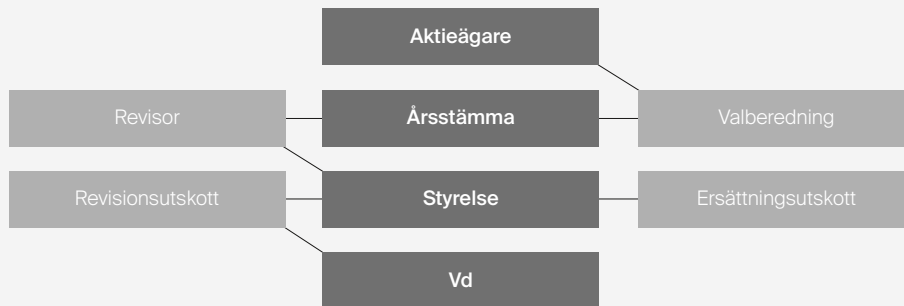 Aktieägare
Revisor
Årsstämma
Valberedning
Revisionsutskott
Styrelse
Ersättningsutskott
Vd